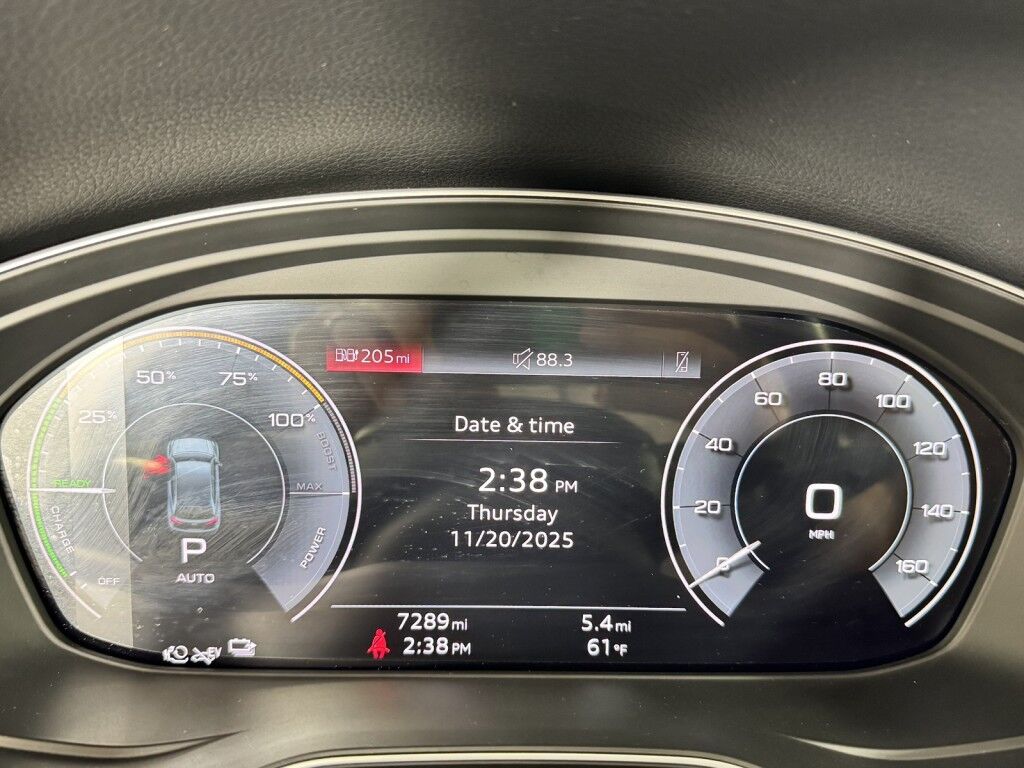 205 mi
88.3
25%
50%
75%
100%
BOOST
MAX
POWER
READY
CHARGE
OFF
P
AUTO
Date & time
2:38 PM
Thursday
11/20/2025
7289 mi
5.4 mi
2:38 PM
61 °F
EV
0
20
40
60
80
100
120
140
160
0
MPH